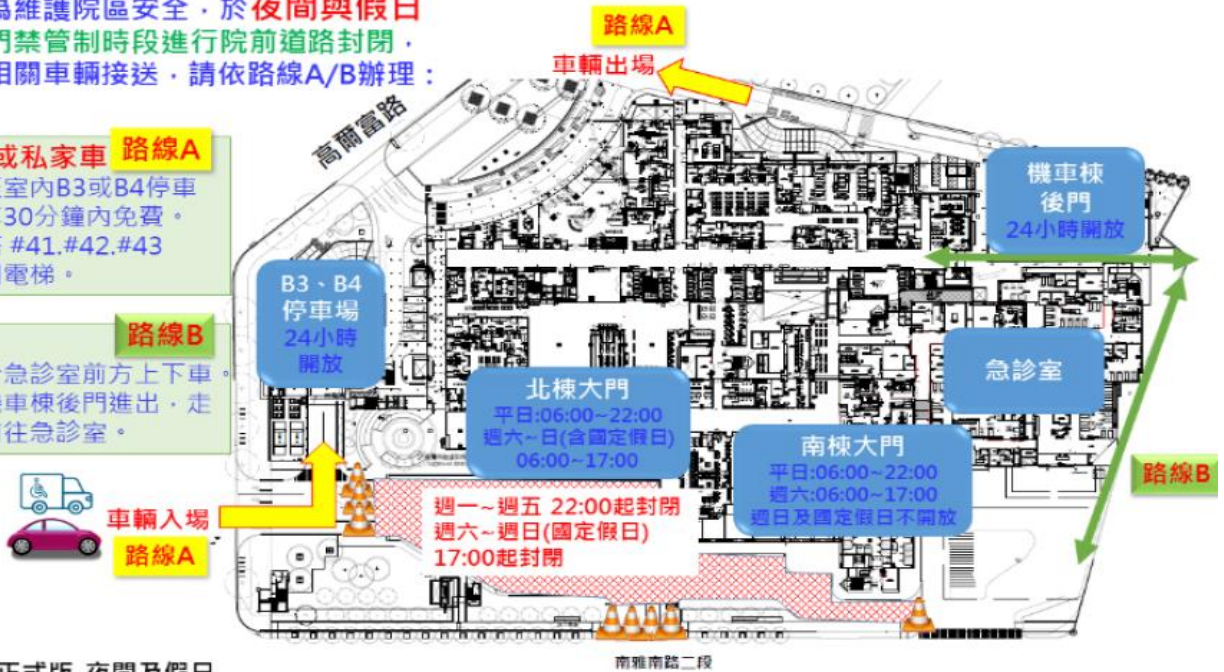 為維護院區安全，於夜間與假日
門禁管制時段進行院前道路封閉，
相關車輛接送，請依路線A/B辦理：
路線A
車輛出場
高爾富路
或私家車 路線A
室內B3或B4停車
30分鐘內免費。
#41.#42.#43
電梯。
路線B
急診室前方上下車。
機車棟後門進出，走
往急診室。
機車棟
後門
24小時開放
B3、B4
停車場
24小時
開放
急診室
北棟大門
平日:06:00~22:00
週六~日(含國定假日)
06:00~17:00
南棟大門
平日:06:00~22:00
週六:06:00~17:00
週日及國定假日不開放
路線B
週一~週五 22:00起封閉
週六~週日(國定假日)
17:00起封閉
車輛入場
路線A
南雅南路二段
正式版 夜間及假日